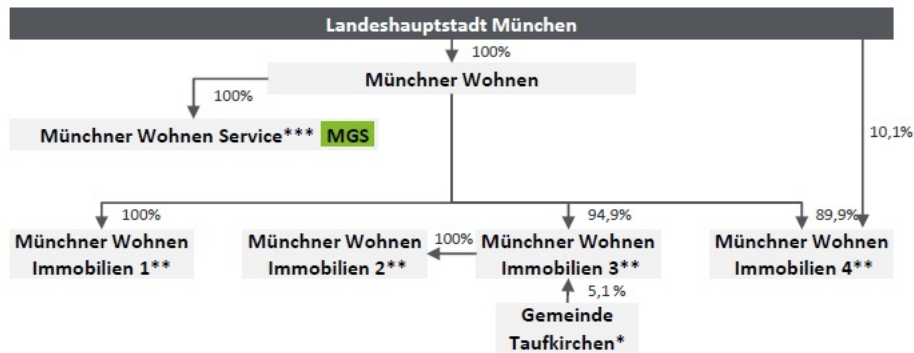 Landeshauptstadt München
100%
Münchner Wohnen
100%
Münchner Wohnen Service*** MGS
10,1%
100%
94,9%
89,9%
Münchner Wohnen
Immobilien 1**
Münchner Wohnen
Immobilien 2**
100%
Münchner Wohnen
Immobilien 3**
Münchner Wohnen
Immobilien 4**
5,1%
Gemeinde
Taufkirchen*